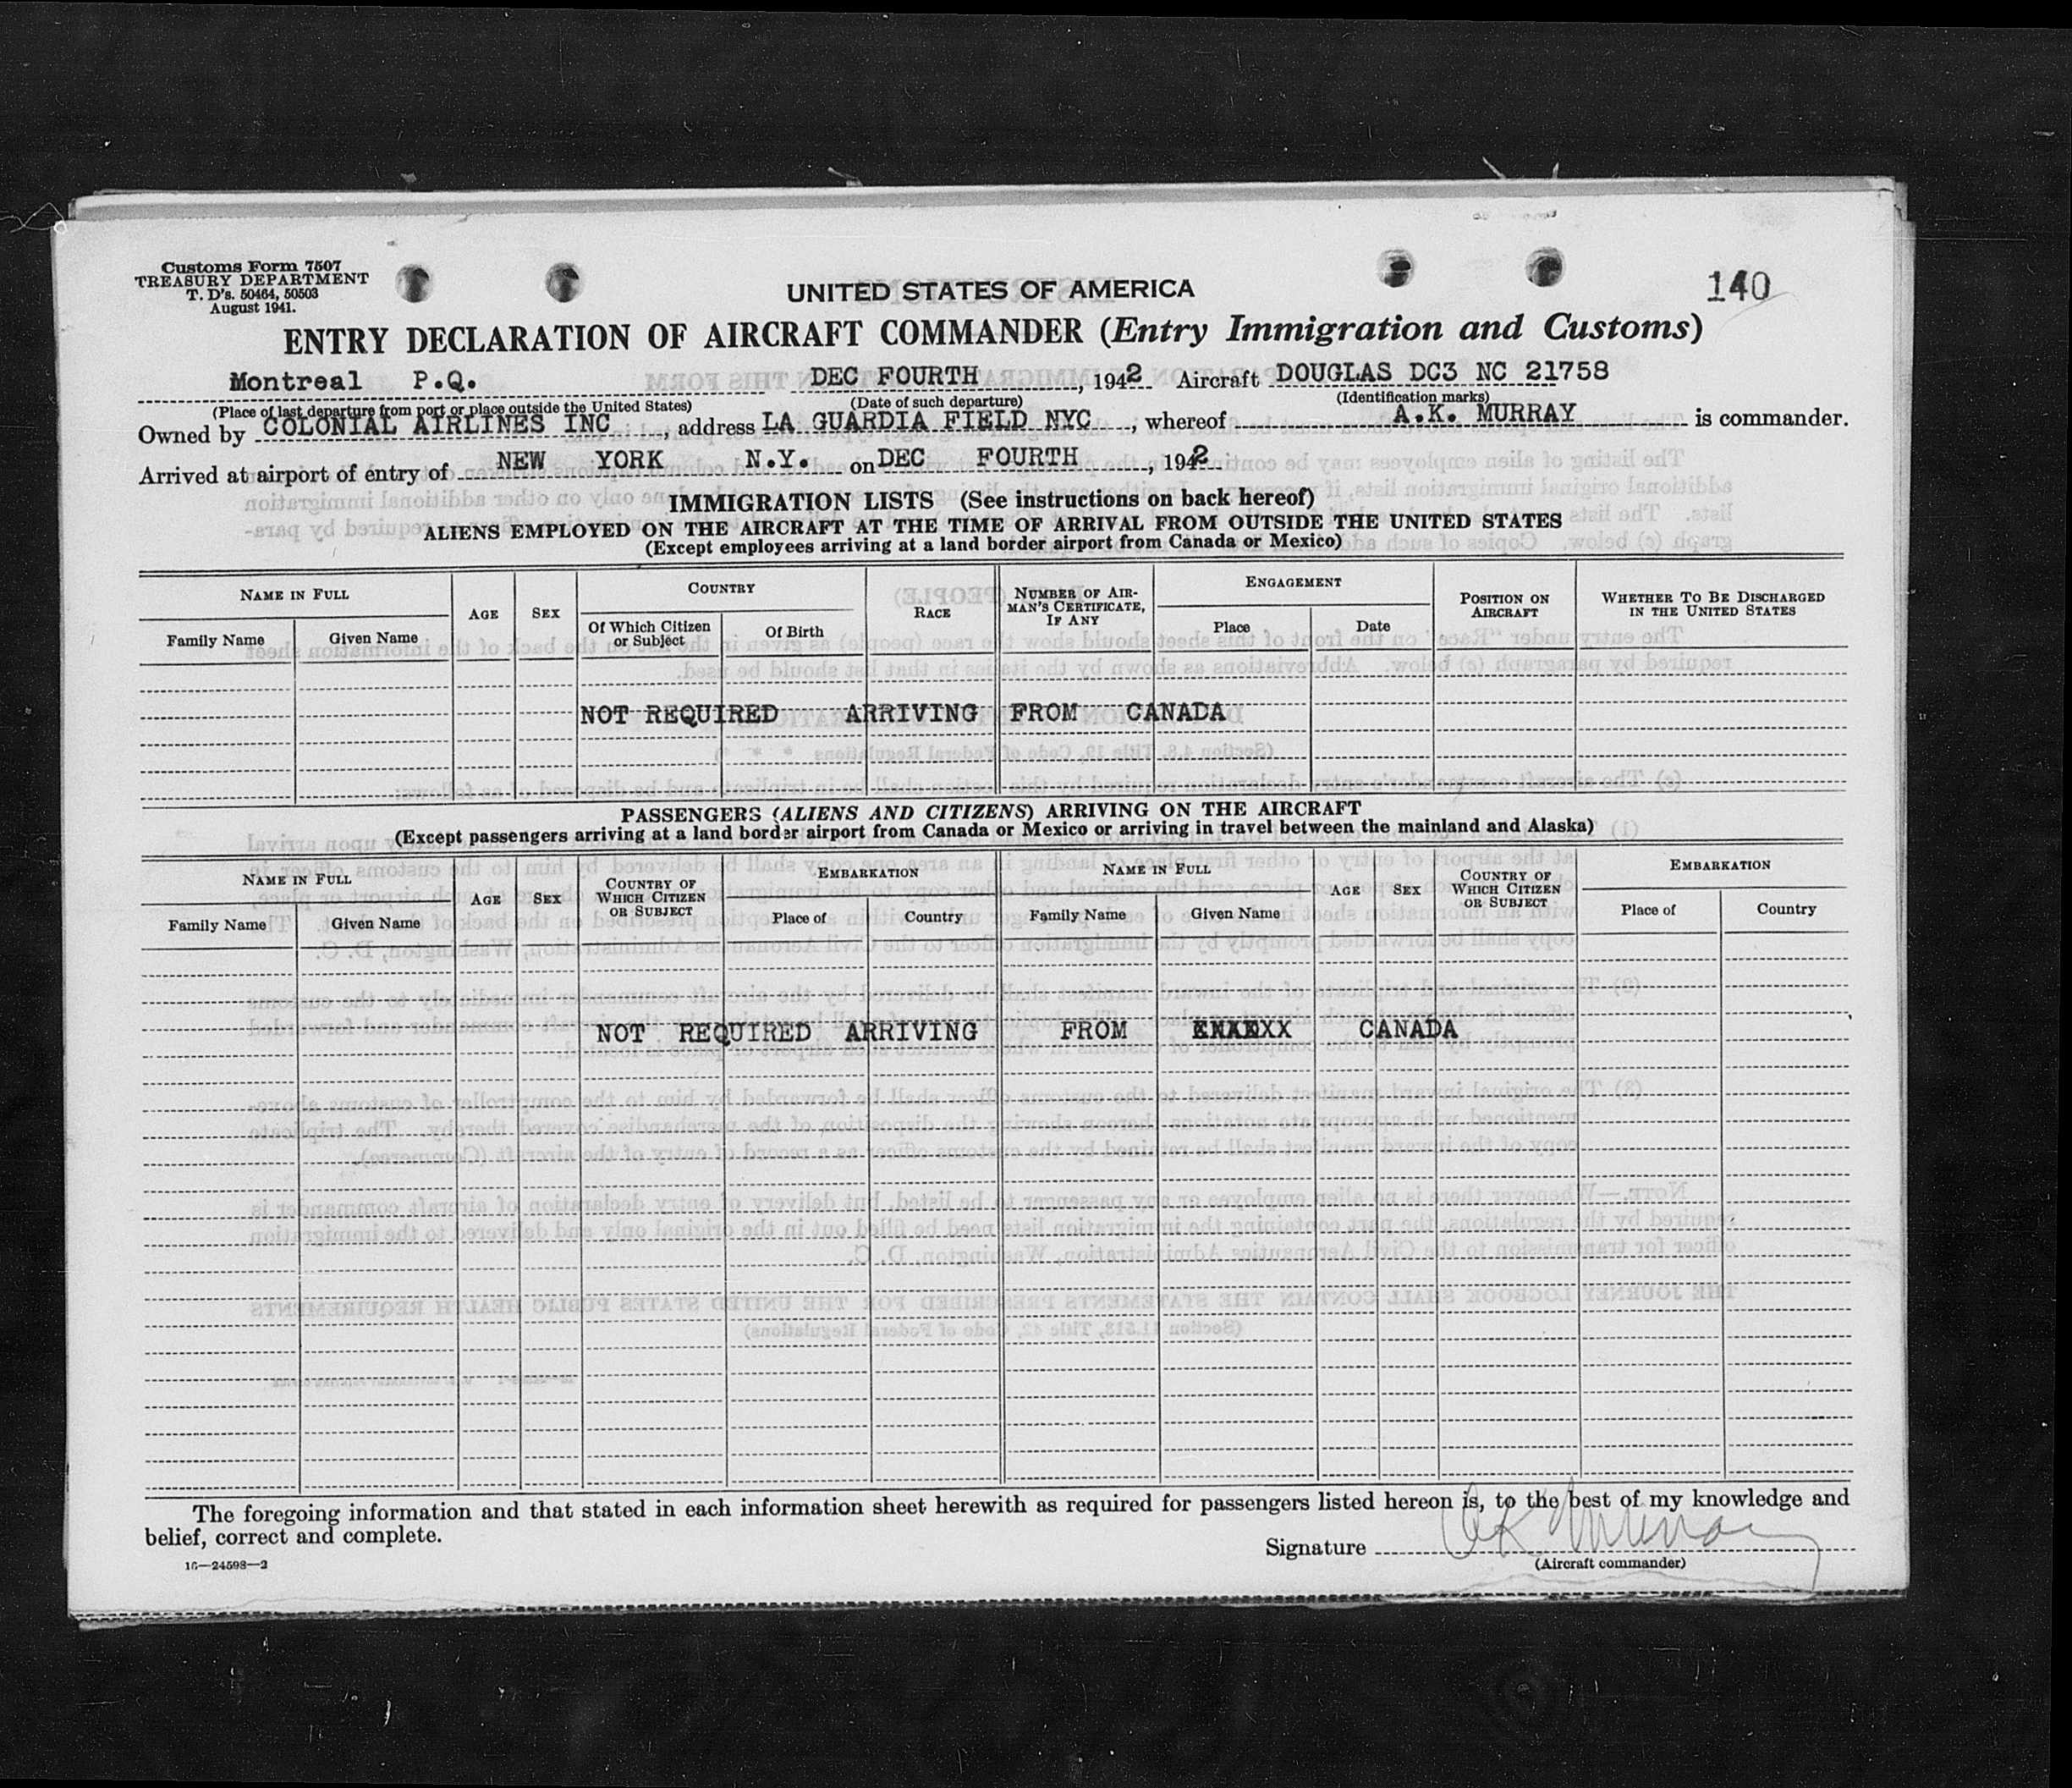 Customs Form 7507
TREASURY DEPARTMENT
T. D's. 50464, 50503
August 1941.
140
UNITED STATES OF AMERICA
ENTRY DECLARATION OF AIRCRAFT COMMANDER (Entry Immigration and Customs)
Montreal P.Q. DEC FOURTH, 1942 Aircraft DOUGLAS DC3 NC 21758
(Place of last departure from port or place outside the United States) (Date of such departure) (Identification marks)
Owned by COLONIAL AIRLINES INC, address LA GUARDIA FIELD NYC, whereof A.K. MURRAY is commander.
Arrived at airport of entry of NEW YORK N.Y. on DEC FOURTH, 1942
IMMIGRATION LISTS (See instructions on back hereof)
ALIENS EMPLOYED ON THE AIRCRAFT AT THE TIME OF ARRIVAL FROM OUTSIDE THE UNITED STATES
(Except employees arriving at a land border airport from Canada or Mexico)
NAME IN FULL
Family Name Given Name
AGE
SEX
COUNTRY
Of Which Citizen or Subject
Of Birth
RACE
NUMBER OF AIRMAN'S CERTIFICATE, IF ANY
ENGAGEMENT
Place Date
POSITION ON AIRCRAFT
WHETHER TO BE DISCHARGED IN THE UNITED STATES
NOT REQUIRED ARRIVING FROM CANADA
PASSENGERS (ALIENS AND CITIZENS) ARRIVING ON THE AIRCRAFT
(Except passengers arriving at a land border airport from Canada or Mexico or arriving in travel between the mainland and Alaska)
NAME IN FULL
Family Name Given Name
AGE
SEX
COUNTRY OF WHICH CITIZEN OR SUBJECT
EMBARKATION
Place of Country
NAME IN FULL
Family Name Given Name
AGE
SEX
COUNTRY OF WHICH CITIZEN OR SUBJECT
EMBARKATION
Place of Country
NOT REQUIRED ARRIVING FROM CANADA
The foregoing information and that stated in each information sheet herewith as required for passengers listed hereon is, to the best of my knowledge and
belief, correct and complete.
Signature AK Murray
(Aircraft commander)
16—24598—2